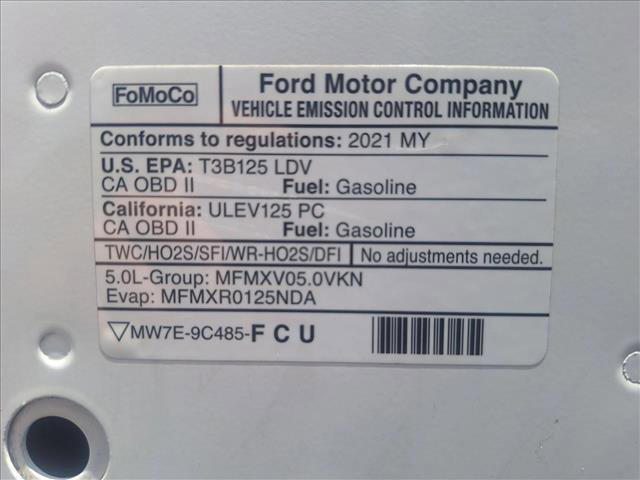 FoMoCo
Ford Motor Company
VEHICLE EMISSION CONTROL INFORMATION
Conforms to regulations: 2021 MY
U.S. EPA: T3B125 LDV
CA OBD II Fuel: Gasoline
California: ULEV125 PC
CA OBD II Fuel: Gasoline
TWC/HO2S/SFI/WR-HO2S/DFI No adjustments needed.
5.0L-Group: MFMXV05.0VKN
Evap: MFMXR0125NDA
MW7E-9C485-F C U